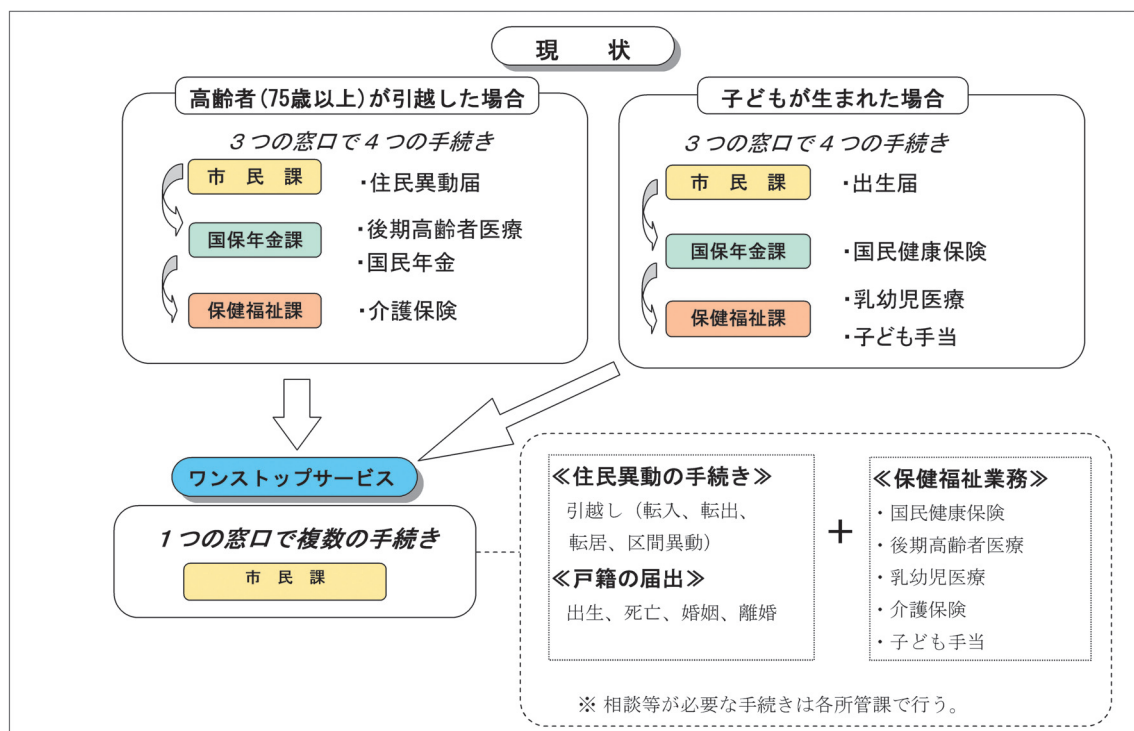 現　　状
高齢者(75歳以上)が引越した場合
３つの窓口で４つの手続き
市　民　課
・住民異動届
国保年金課
・後期高齢者医療
・国民年金
保健福祉課
・介護保険
子どもが生まれた場合
３つの窓口で４つの手続き
市　民　課
・出生届
国保年金課
・国民健康保険
保健福祉課
・乳幼児医療
・子ども手当
ワンストップサービス
１つの窓口で複数の手続き
市　民　課
≪住民異動の手続き≫
引越し（転入、転出、
転居、区間異動）
≪戸籍の届出≫
出生、死亡、婚姻、離婚
＋
≪保健福祉業務≫
・国民健康保険
・後期高齢者医療
・乳幼児医療
・介護保険
・子ども手当
※ 相談等が必要な手続きは各所管課で行う。